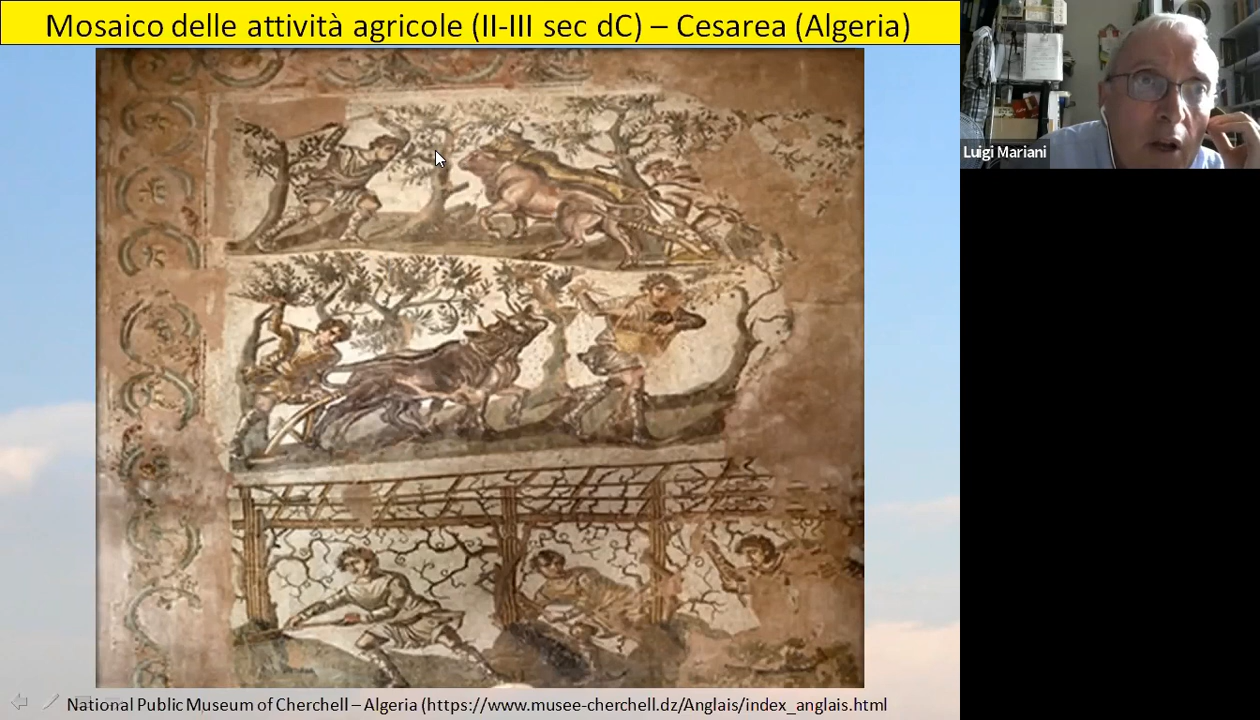 Mosaico delle attività agricole (II-III sec dC) – Cesarea (Algeria)
Luigi Mariani
National Public Museum of Cherchell – Algeria (https://www.musee-cherchell.dz/Anglais/index_anglais.html